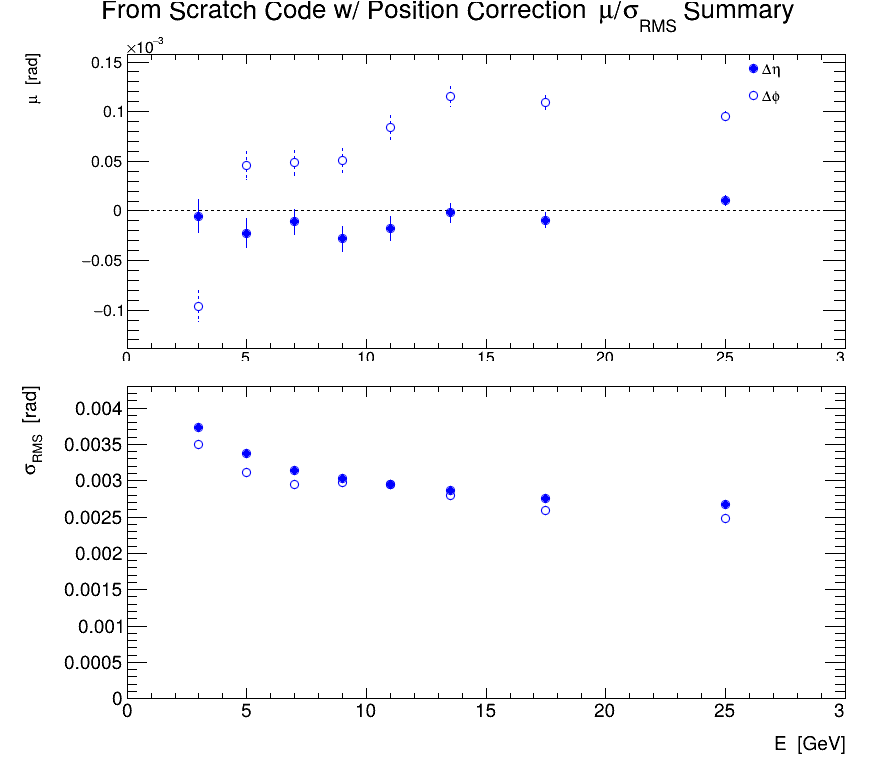 From Scratch Code w/ Position Correction μ/σRMS Summary
×10−3
μ [rad]
0.15
0.1
0.05
0
−0.05
−0.1
Δη
Δϕ
0 5 10 15 20 25 3
σRMS [rad]
0.004
0.0035
0.003
0.0025
0.002
0.0015
0.001
0.0005
0
0 5 10 15 20 25 3
E [GeV]